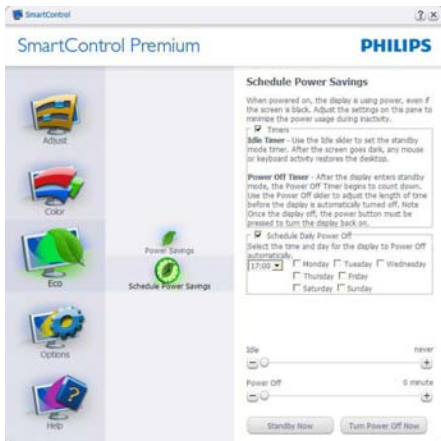 SmartControl
SmartControl Premium
PHILIPS
Adjust
Color
Eco
Options
Help
Power Savings
Schedule Power Savings
Schedule Power Savings
When powered on, the display is using power, even if
the screen is black. Adjust the settings on this pane to
minimize the power usage during inactivity.
Timers
Idle Timer - Use the Idle slider to set the standby
mode timer. After the screen goes dark, any mouse
or keyboard activity restores the desktop.
Power Off Timer - After the display enters standby
mode, the Power Off Timer begins to count down.
Use the Power Off slider to adjust the length of time
before the display is automatically turned off. Note
Once the display off, the power button must be
pressed to turn the display back on.
Schedule Daily Power Off
Select the time and day for the display to Power Off
automatically.
17:00 Monday Tuesday Wednesday
Thursday Friday
Saturday Sunday
Idle never
Power Off 0 minute
Standby Now Turn Power Off Now